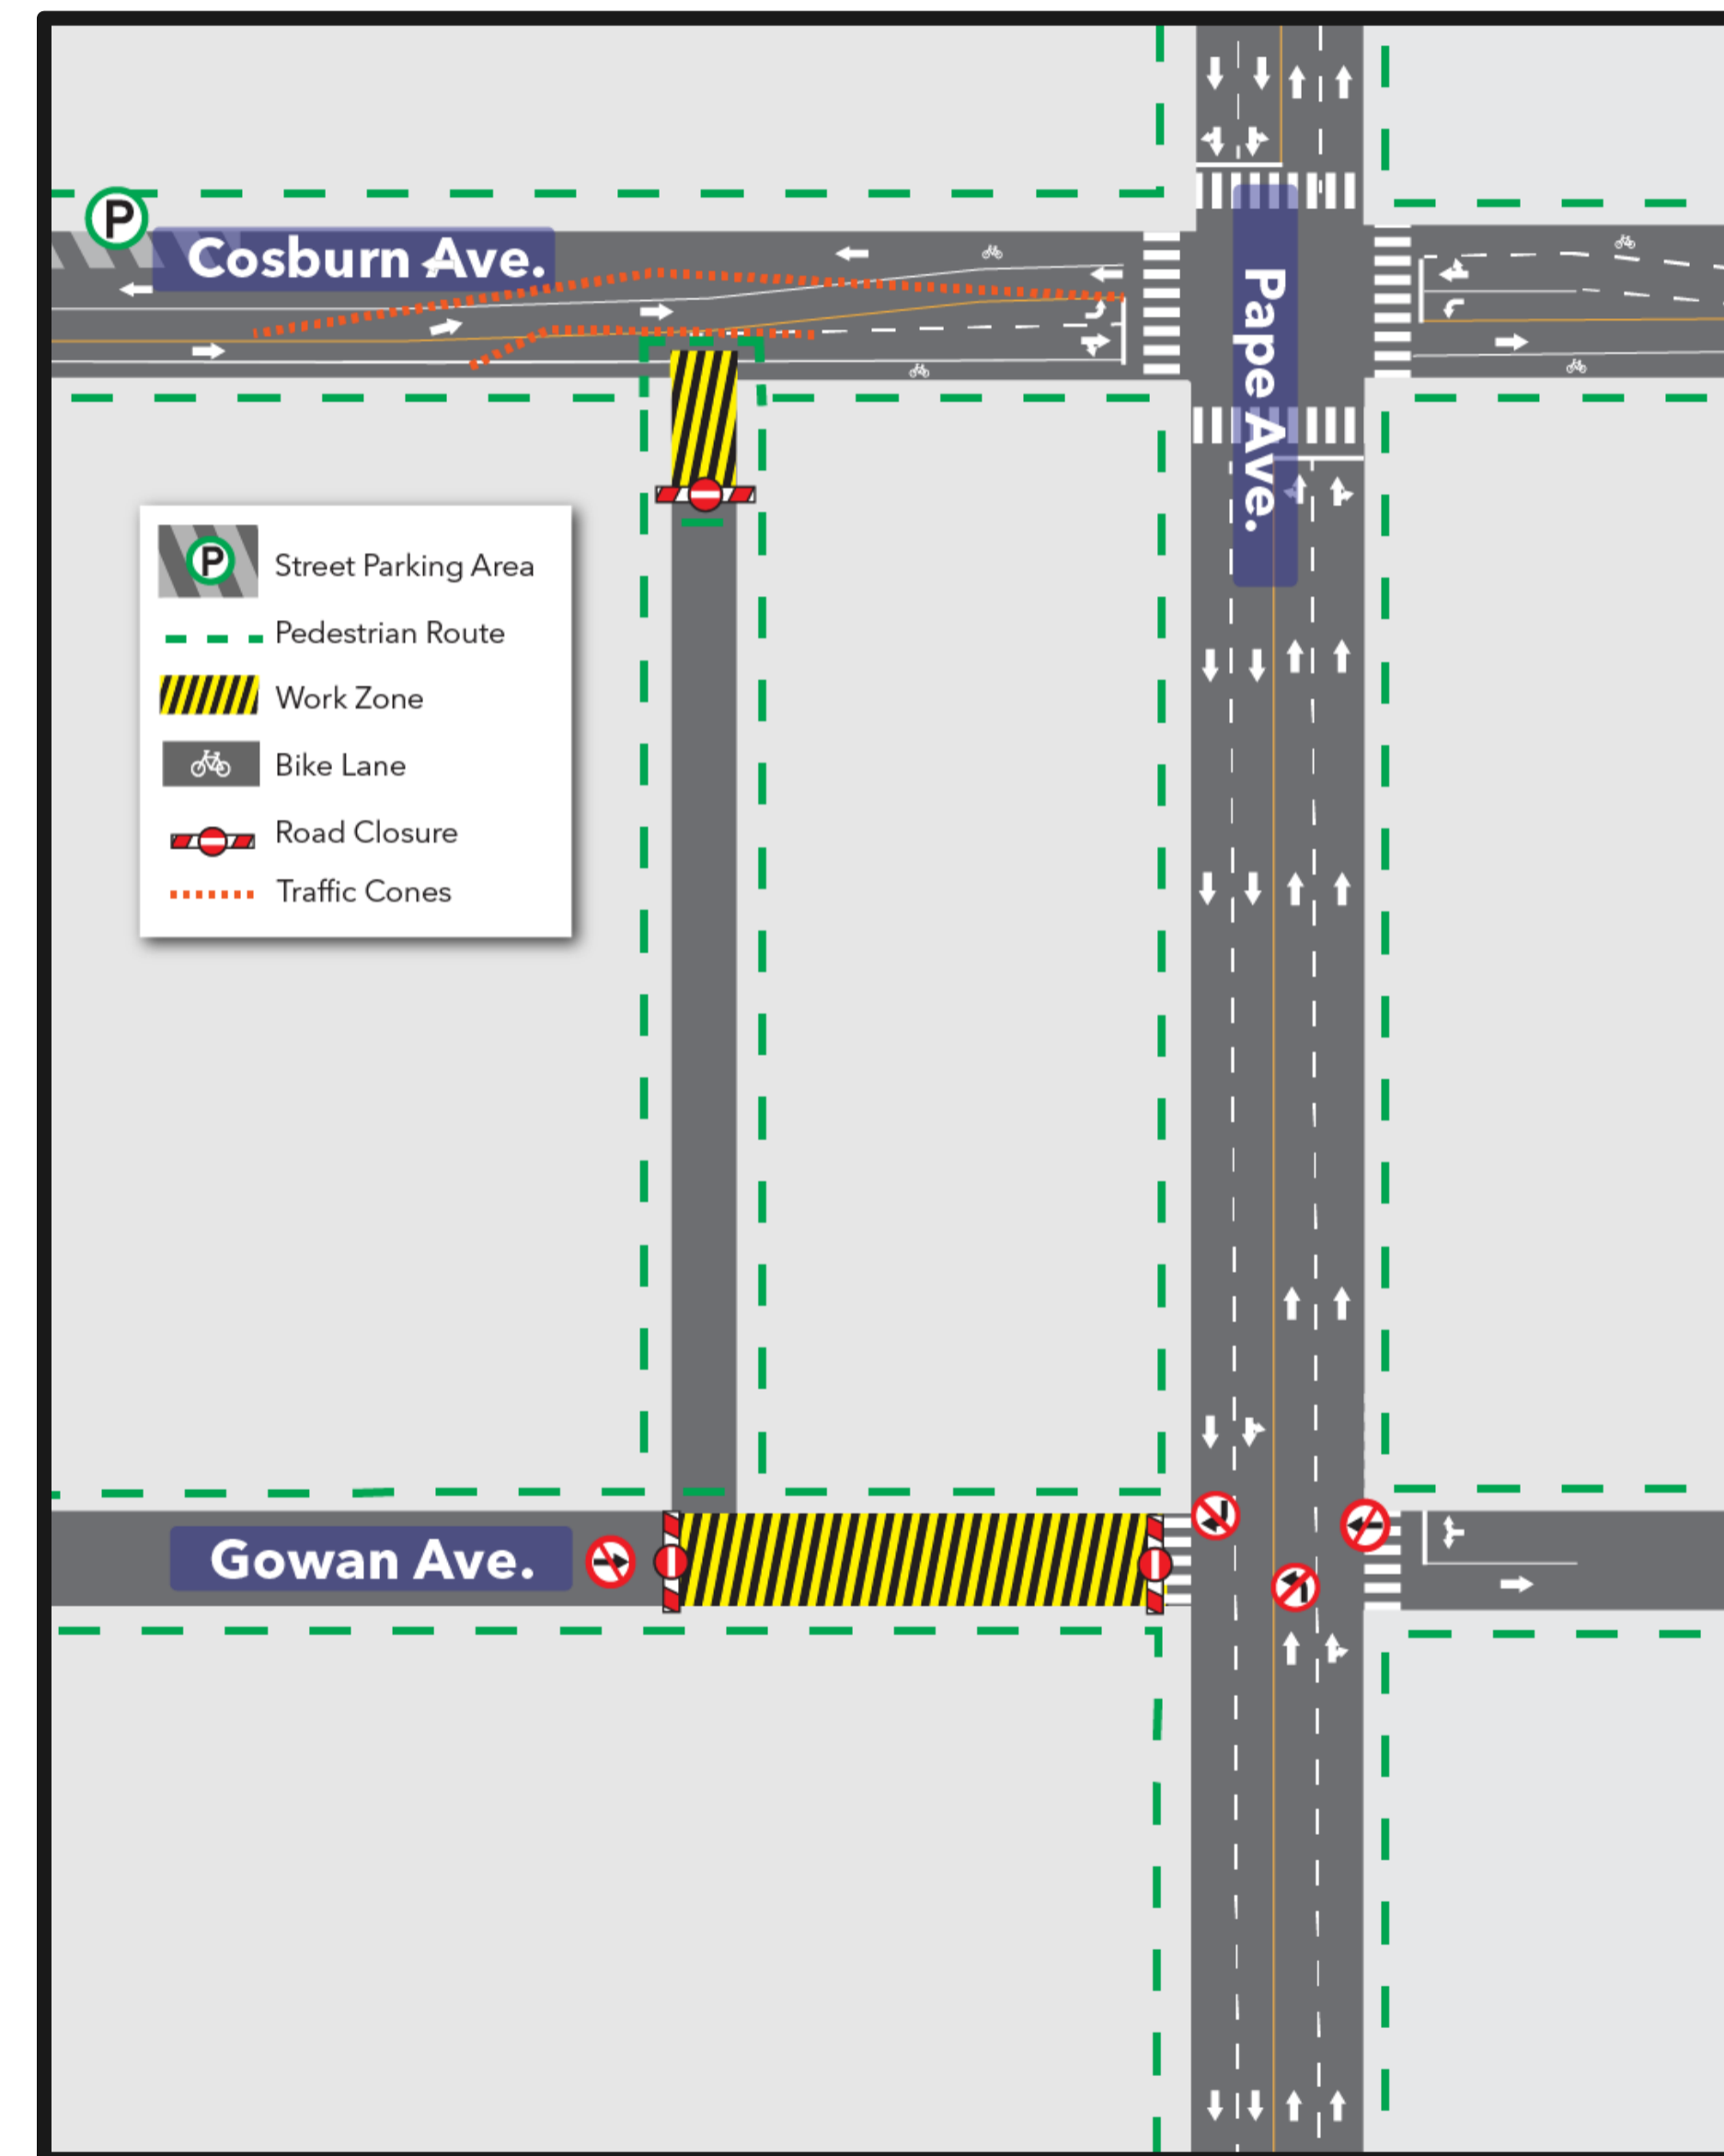 P
Cosburn Ave.
Pape Ave.
P
Street Parking Area
Pedestrian Route
Work Zone
Bike Lane
Road Closure
Traffic Cones
Gowan Ave.